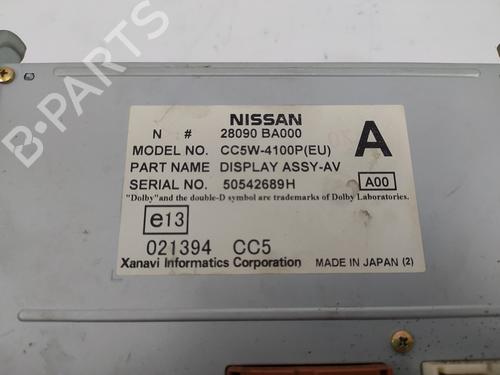 NISSAN
N # 28090 BA000
A
MODEL NO. CC5W-4100P(EU)
PART NAME DISPLAY ASSY-AV
SERIAL NO. 50542689H
A00
"Dolby" and the double-D symbol are trademarks of Dolby Laboratories.
e13
021394 CC5
Xanavi Informatics Corporation MADE IN JAPAN (2)